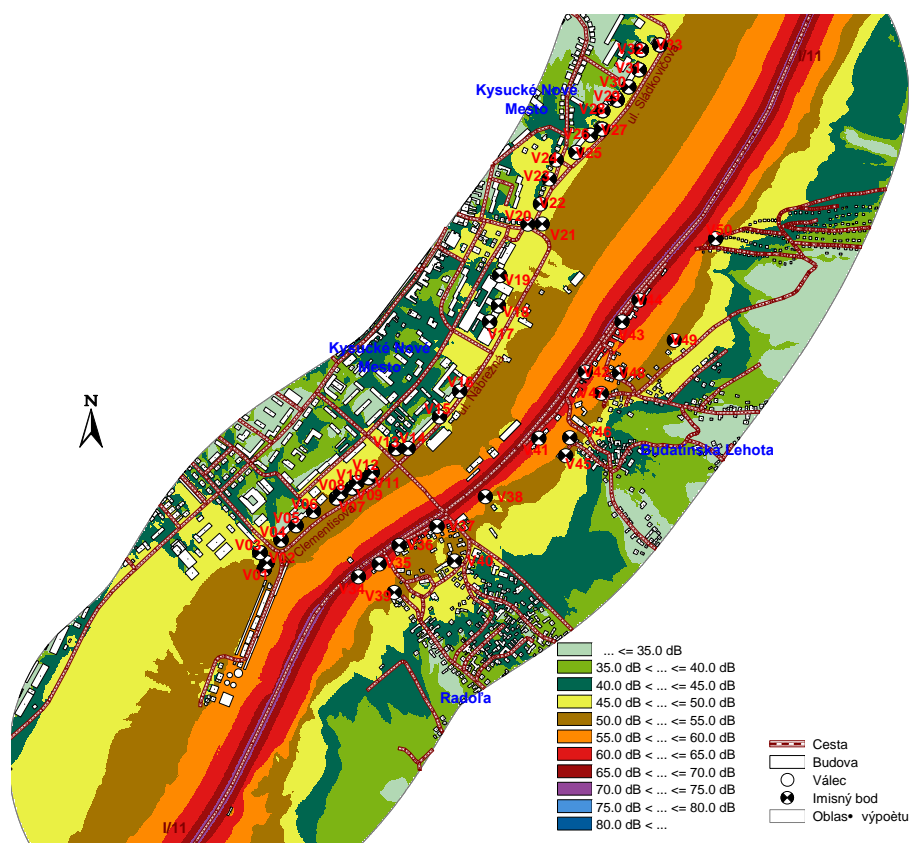 I/11
V32
V33
V31
V30
V29
V28
V27
V26
V25
V24
V23
V22
V20
V21
ul. Sládkovičova
Kysucké Nové
Mesto
50
V19
V18
V17
V43
V49
V42
V48
Kysucké Nové
Mesto
ul. Nábrežná
V16
V15
V14
V13
N
V46
V41
V45
Budatínska Lehota
V12
V10
V11
V08
V09
V07
V06
V05
V04
V03
V02
V01
Clementisova
V38
V37
V36
V35
V34
V40
V39
Radoľa
I/11
... <= 35.0 dB
35.0 dB < ... <= 40.0 dB
40.0 dB < ... <= 45.0 dB
45.0 dB < ... <= 50.0 dB
50.0 dB < ... <= 55.0 dB
55.0 dB < ... <= 60.0 dB
60.0 dB < ... <= 65.0 dB
65.0 dB < ... <= 70.0 dB
70.0 dB < ... <= 75.0 dB
75.0 dB < ... <= 80.0 dB
80.0 dB < ...
Cesta
Budova
Válec
Imisný bod
Oblas• výpoètu